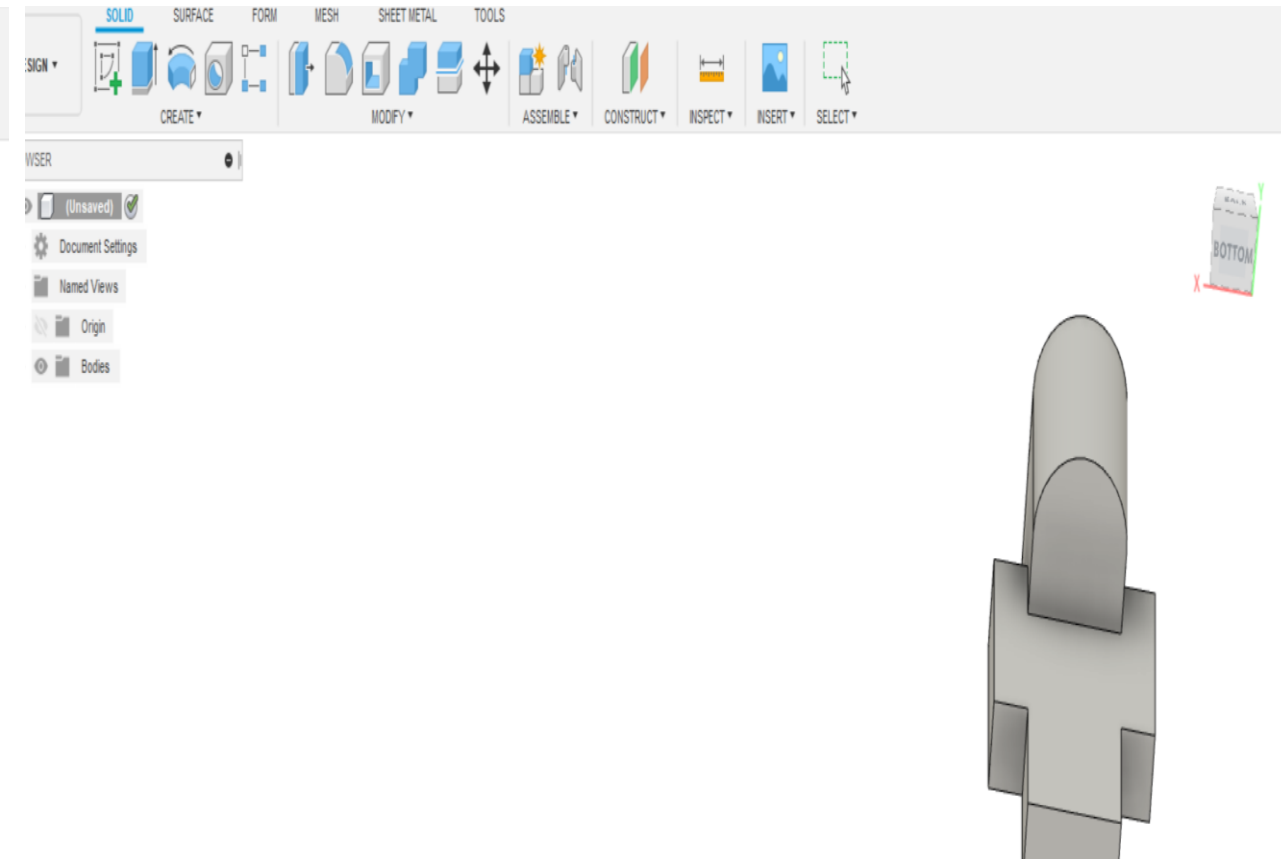 SOLID SURFACE FORM MESH SHEET METAL TOOLS
SIGN ▾
CREATE ▾ MODIFY ▾ ASSEMBLE ▾ CONSTRUCT ▾ INSPECT ▾ INSERT ▾ SELECT ▾
WSER
(Unsaved)
Document Settings
Named Views
Origin
Bodies
Y
BOTTOM
X